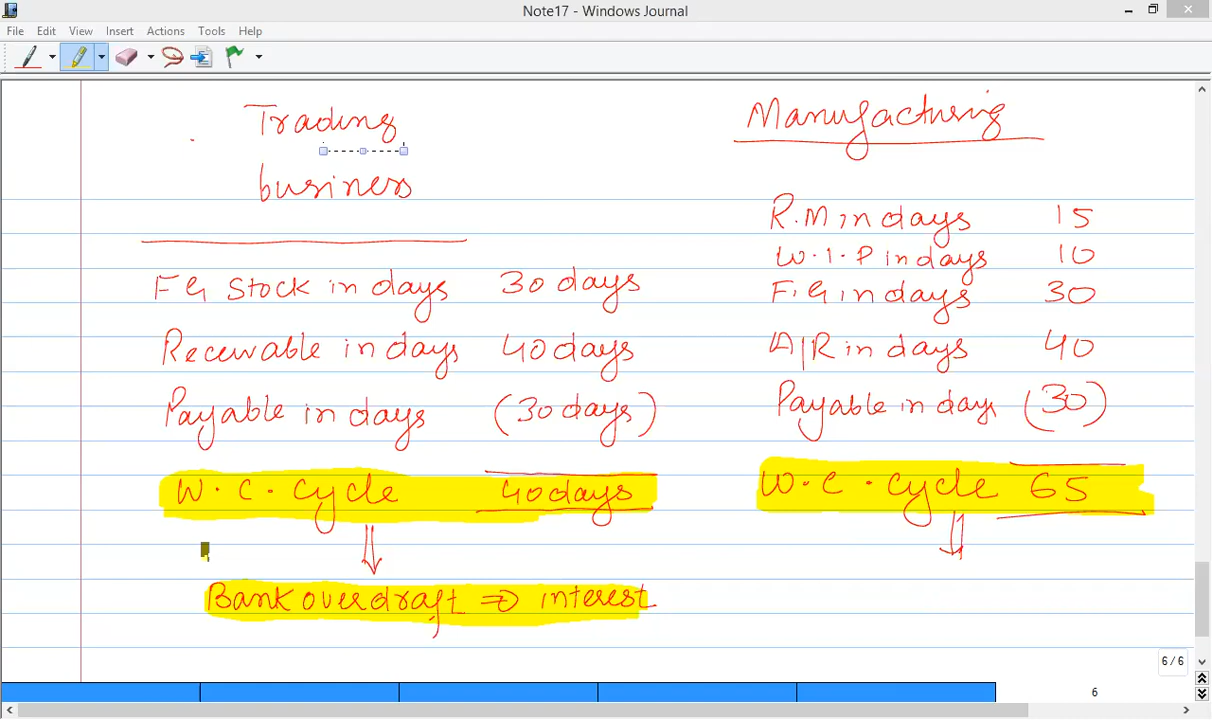 Note17 - Windows Journal
File Edit View Insert Actions Tools Help
Trading
business
FG Stock in days 30 days
Receivable in days 40 days
Payable in days (30 days)
W.C. Cycle 40 days
Bank overdraft ⇒ interest
Manufacturing
R.M in days 15
W.I.P in days 10
F.G in days 30
A/R in days 40
Payable in days (30)
W.C. Cycle 65
6 / 6
6